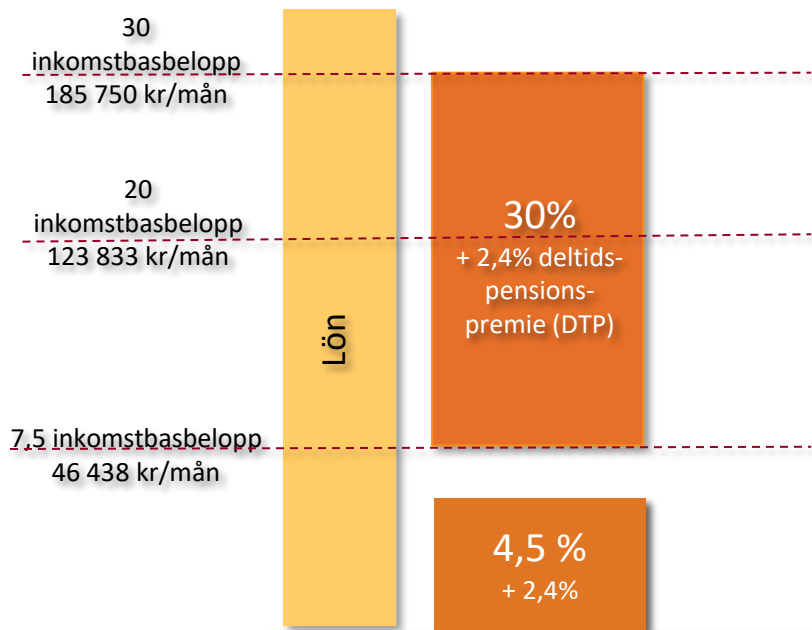 30
inkomstbasbelopp
185 750 kr/mån
20
inkomstbasbelopp
123 833 kr/mån
7,5 inkomstbasbelopp
46 438 kr/mån
Lön
30%
+ 2,4% deltids-
pensions-
premie (DTP)
4,5 %
+ 2,4%